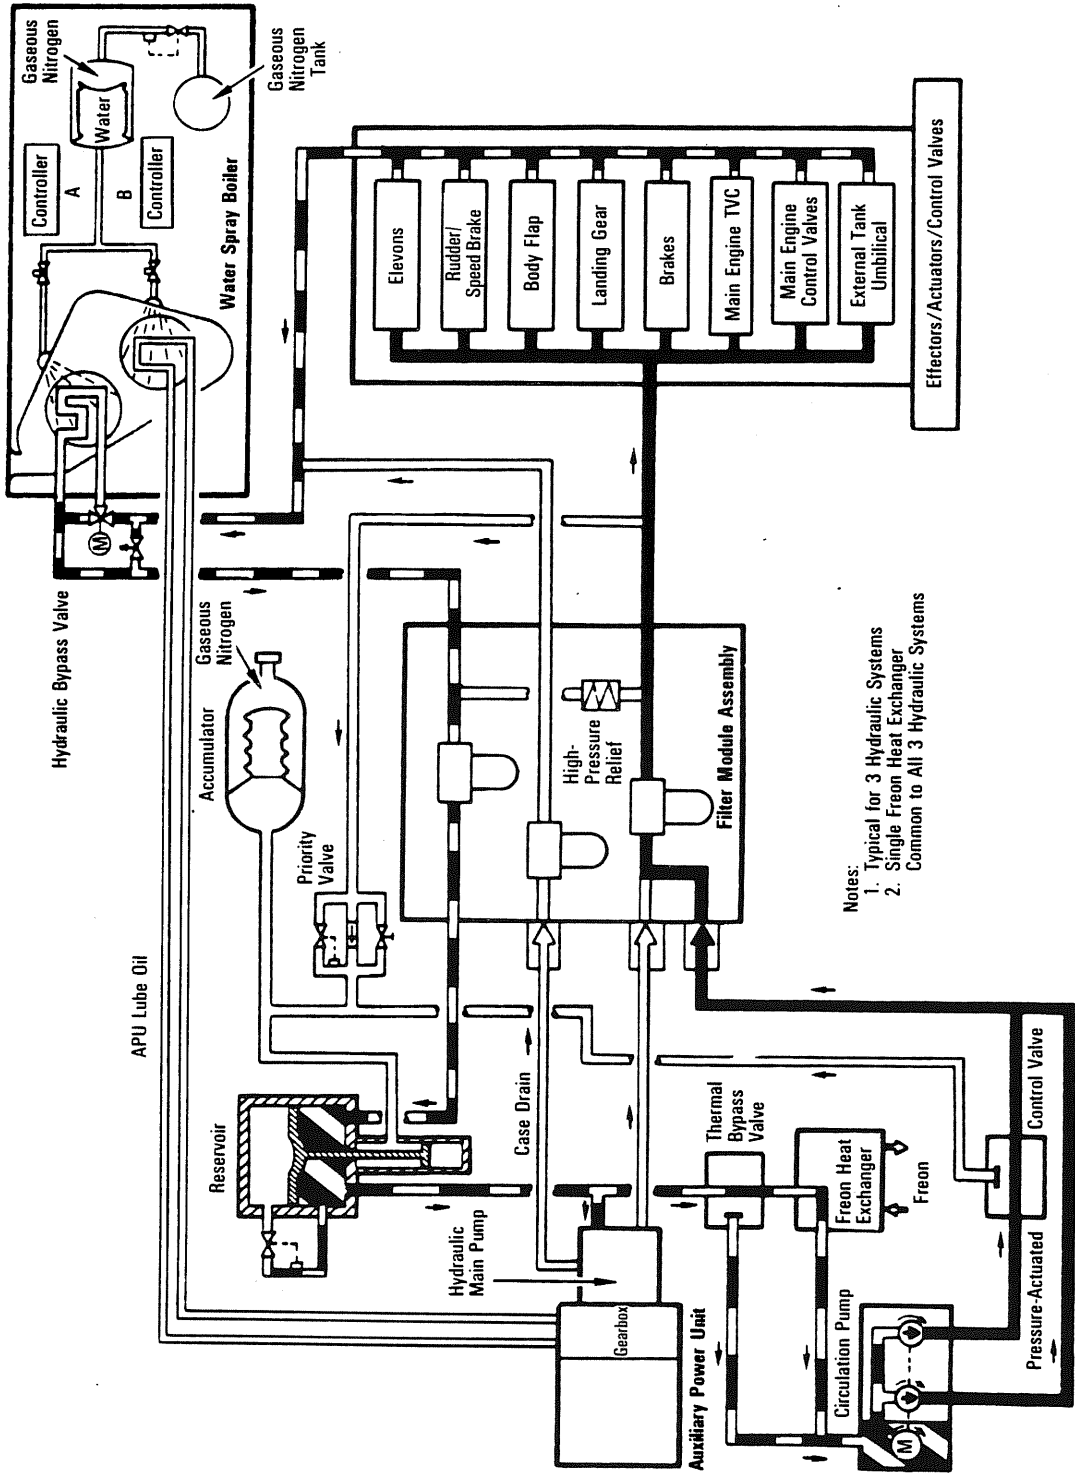 Gaseous
Nitrogen
Gaseous
Nitrogen
Tank
Water
Controller
A
B
Controller
Water Spray Boiler
Elevons
Rudder/
Speed Brake
Body Flap
Landing Gear
Brakes
Main Engine TVC
Main Engine
Control Valves
External Tank
Umbilical
Effectors/Actuators/Control Valves
M
Hydraulic Bypass Valve
Gaseous
Nitrogen
Accumulator
Priority
Valve
High-
Pressure
Relief
Filter Module Assembly
Notes:
1. Typical for 3 Hydraulic Systems
2. Single Freon Heat Exchanger
Common to All 3 Hydraulic Systems
APU Lube Oil
Reservoir
Case Drain
Thermal
Bypass
Valve
Hydraulic
Main Pump
Freon Heat
Exchanger
Freon
Control Valve
Pressure-Actuated
Gearbox
Auxiliary Power Unit
Circulation Pump
M